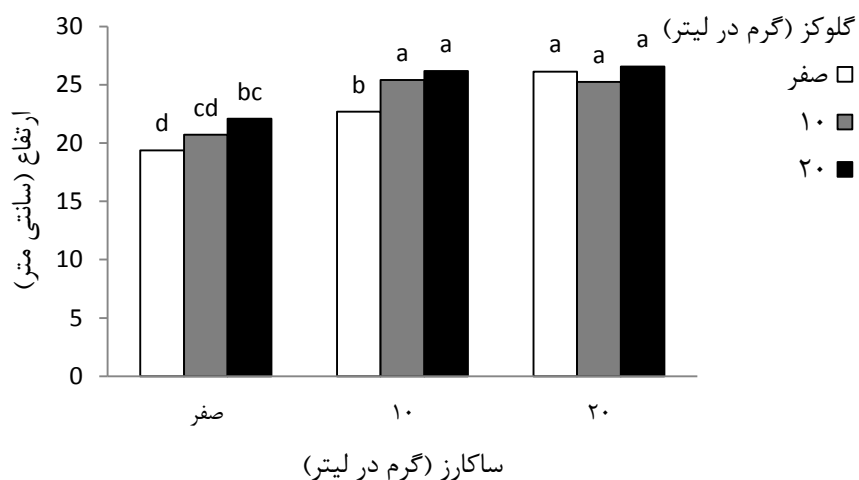 گلوکز (گرم در لیتر)
صفر
۱۰
۲۰
ارتفاع (سانتی متر)
30
25
20
15
10
5
0
d cd bc
b a a
a a a
صفر ۱۰ ۲۰
ساکارز (گرم در لیتر)